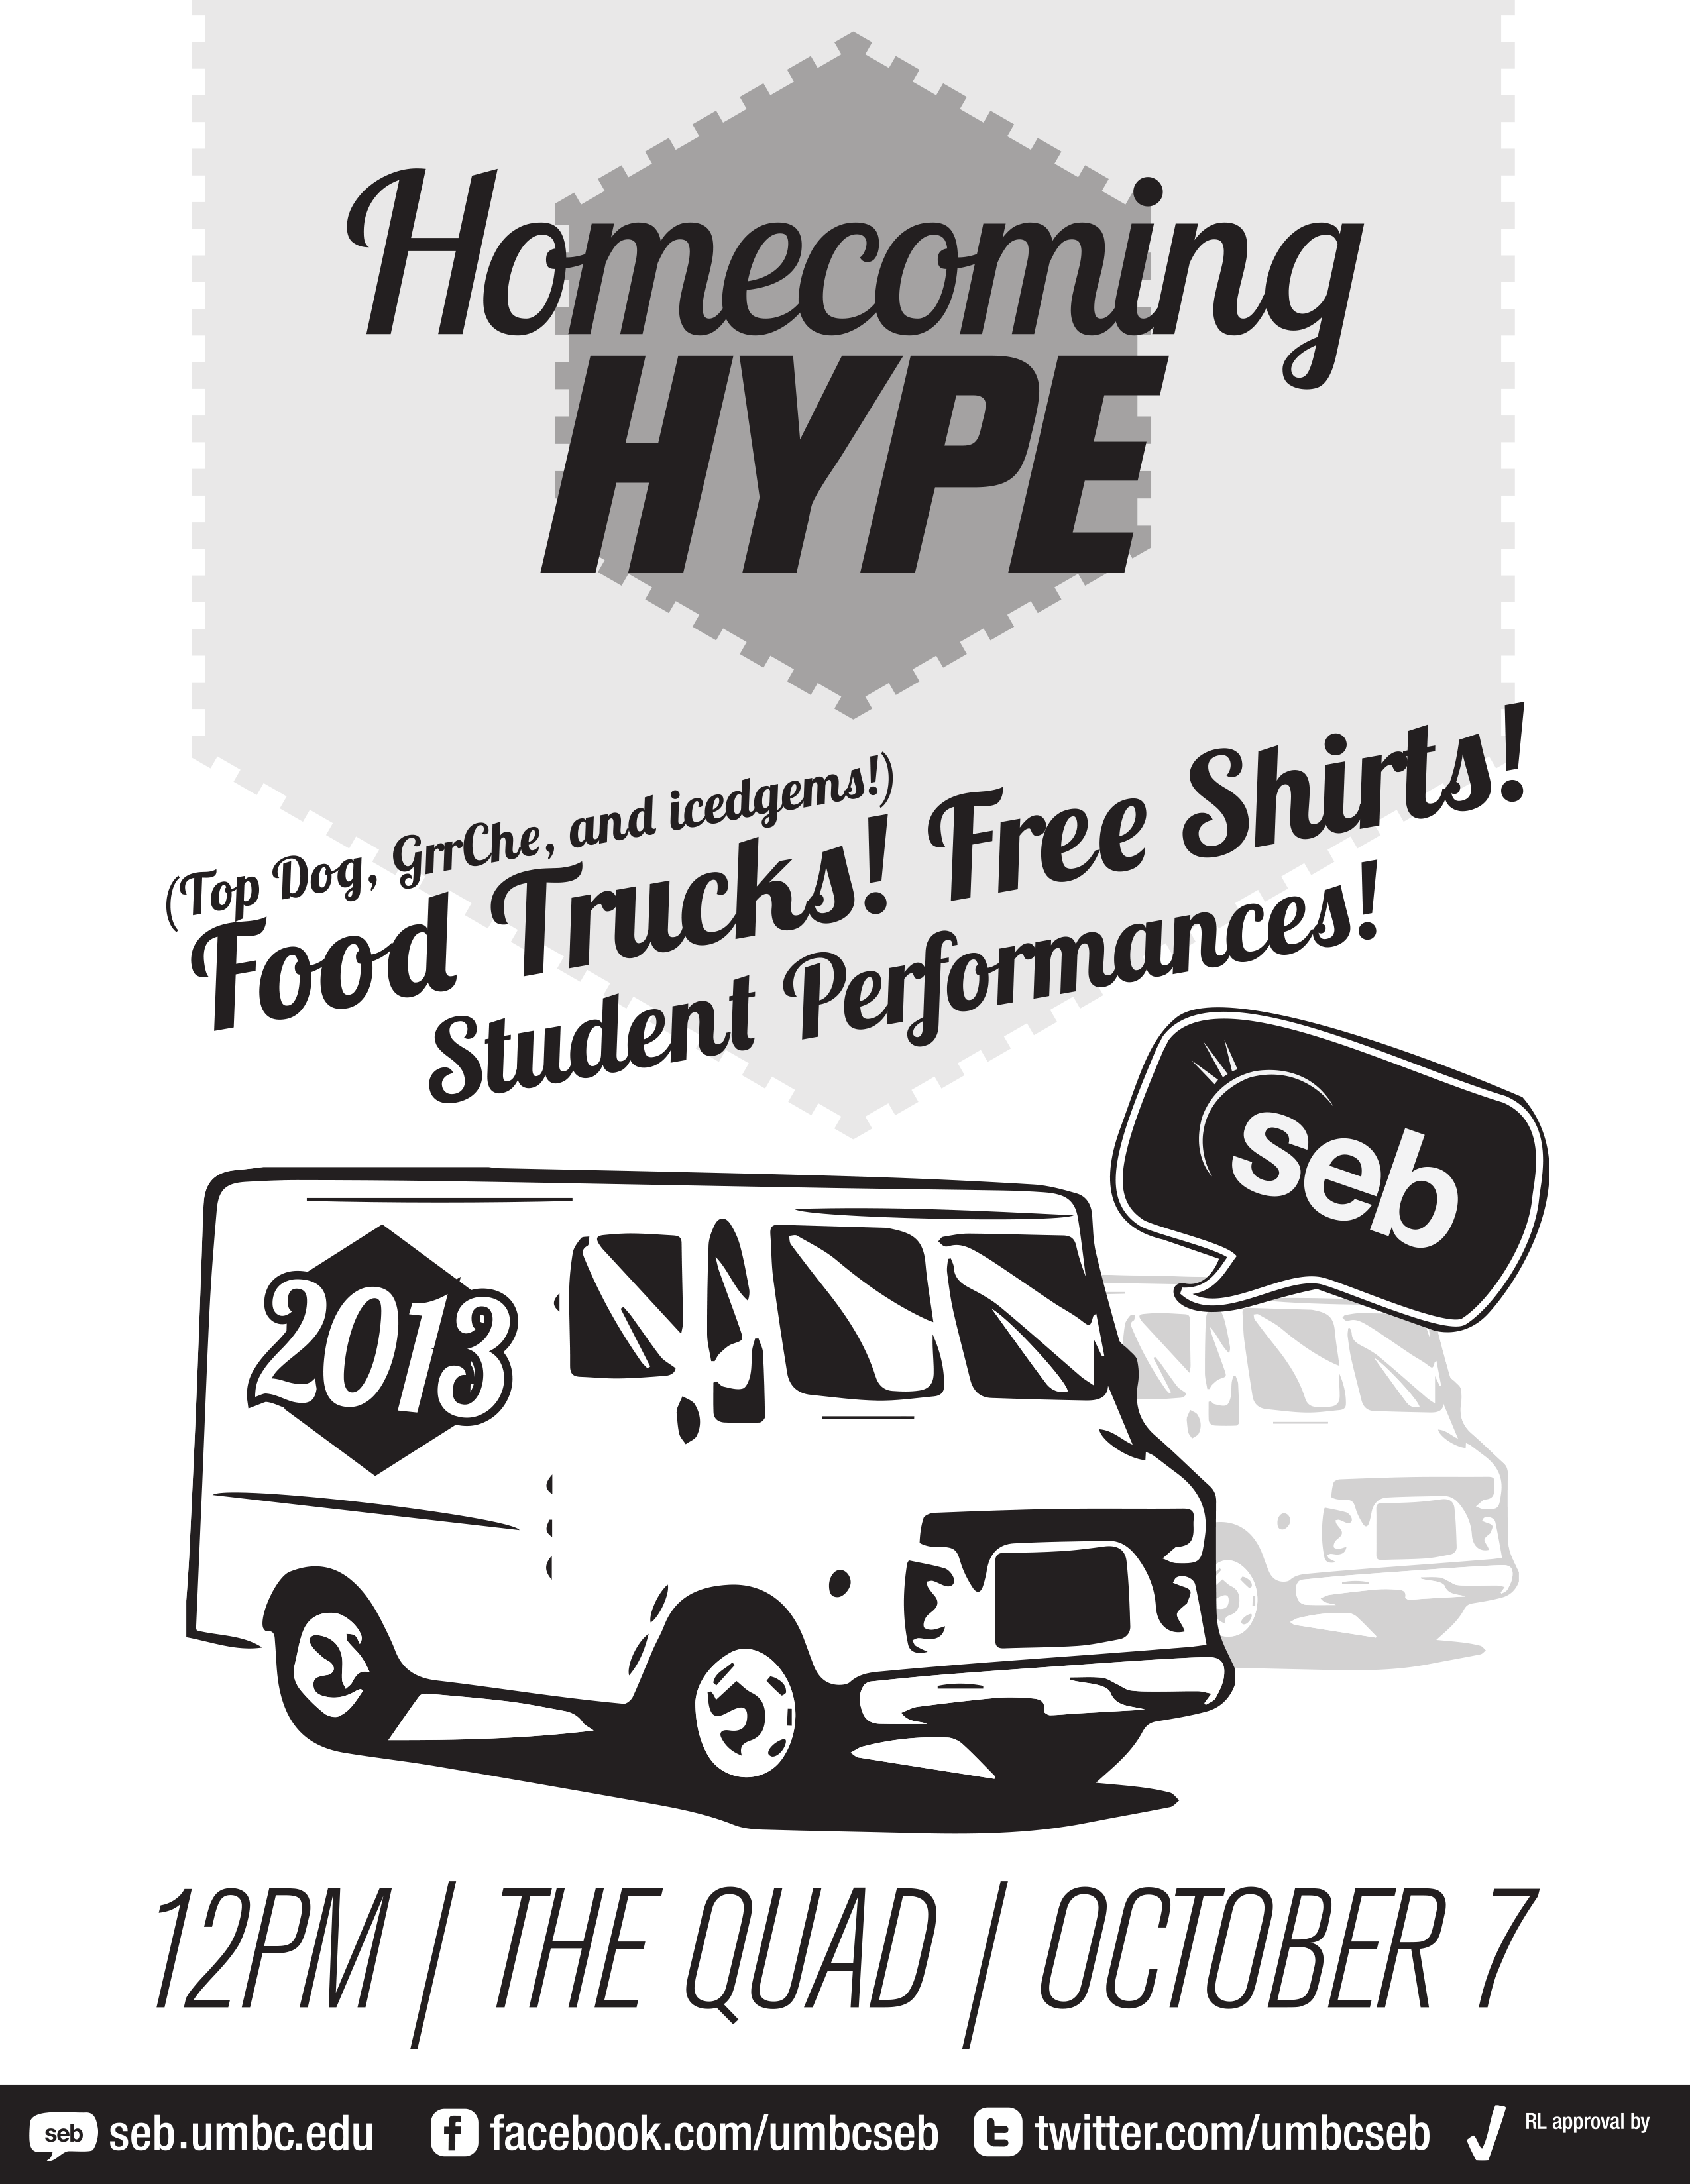 Homecoming
HYPE
(Top Dog, GrrChe, and icedgems!)
Food Trucks! Free Shirts!
Student Performances!
seb
2013
12PM / THE QUAD / OCTOBER 7
seb seb.umbc.edu facebook.com/umbcseb twitter.com/umbcseb RL approval by